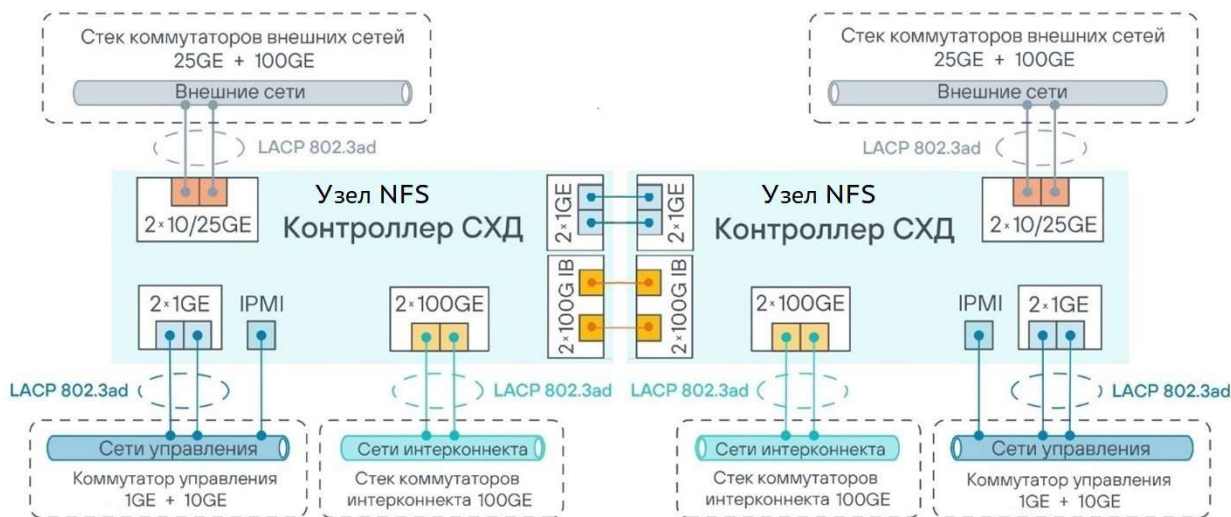 Стек коммутаторов внешних сетей
25GE + 100GE
Внешние сети
LACP 802.3ad
Стек коммутаторов внешних сетей
25GE + 100GE
Внешние сети
LACP 802.3ad
2×10/25GE
Узел NFS
Контроллер СХД
2×1GE
2×100G IB
2×1GE
IPMI
2×100GE
2×1GE
2×100G IB
Узел NFS
Контроллер СХД
2×10/25GE
2×100GE
IPMI
2×1GE
LACP 802.3ad
LACP 802.3ad
LACP 802.3ad
LACP 802.3ad
Сети управления
Коммутатор управления
1GE + 10GE
Сети интерконнекта
Стек коммутаторов
интерконнекта 100GE
Сети интерконнекта
Стек коммутаторов
интерконнекта 100GE
Сети управления
Коммутатор управления
1GE + 10GE